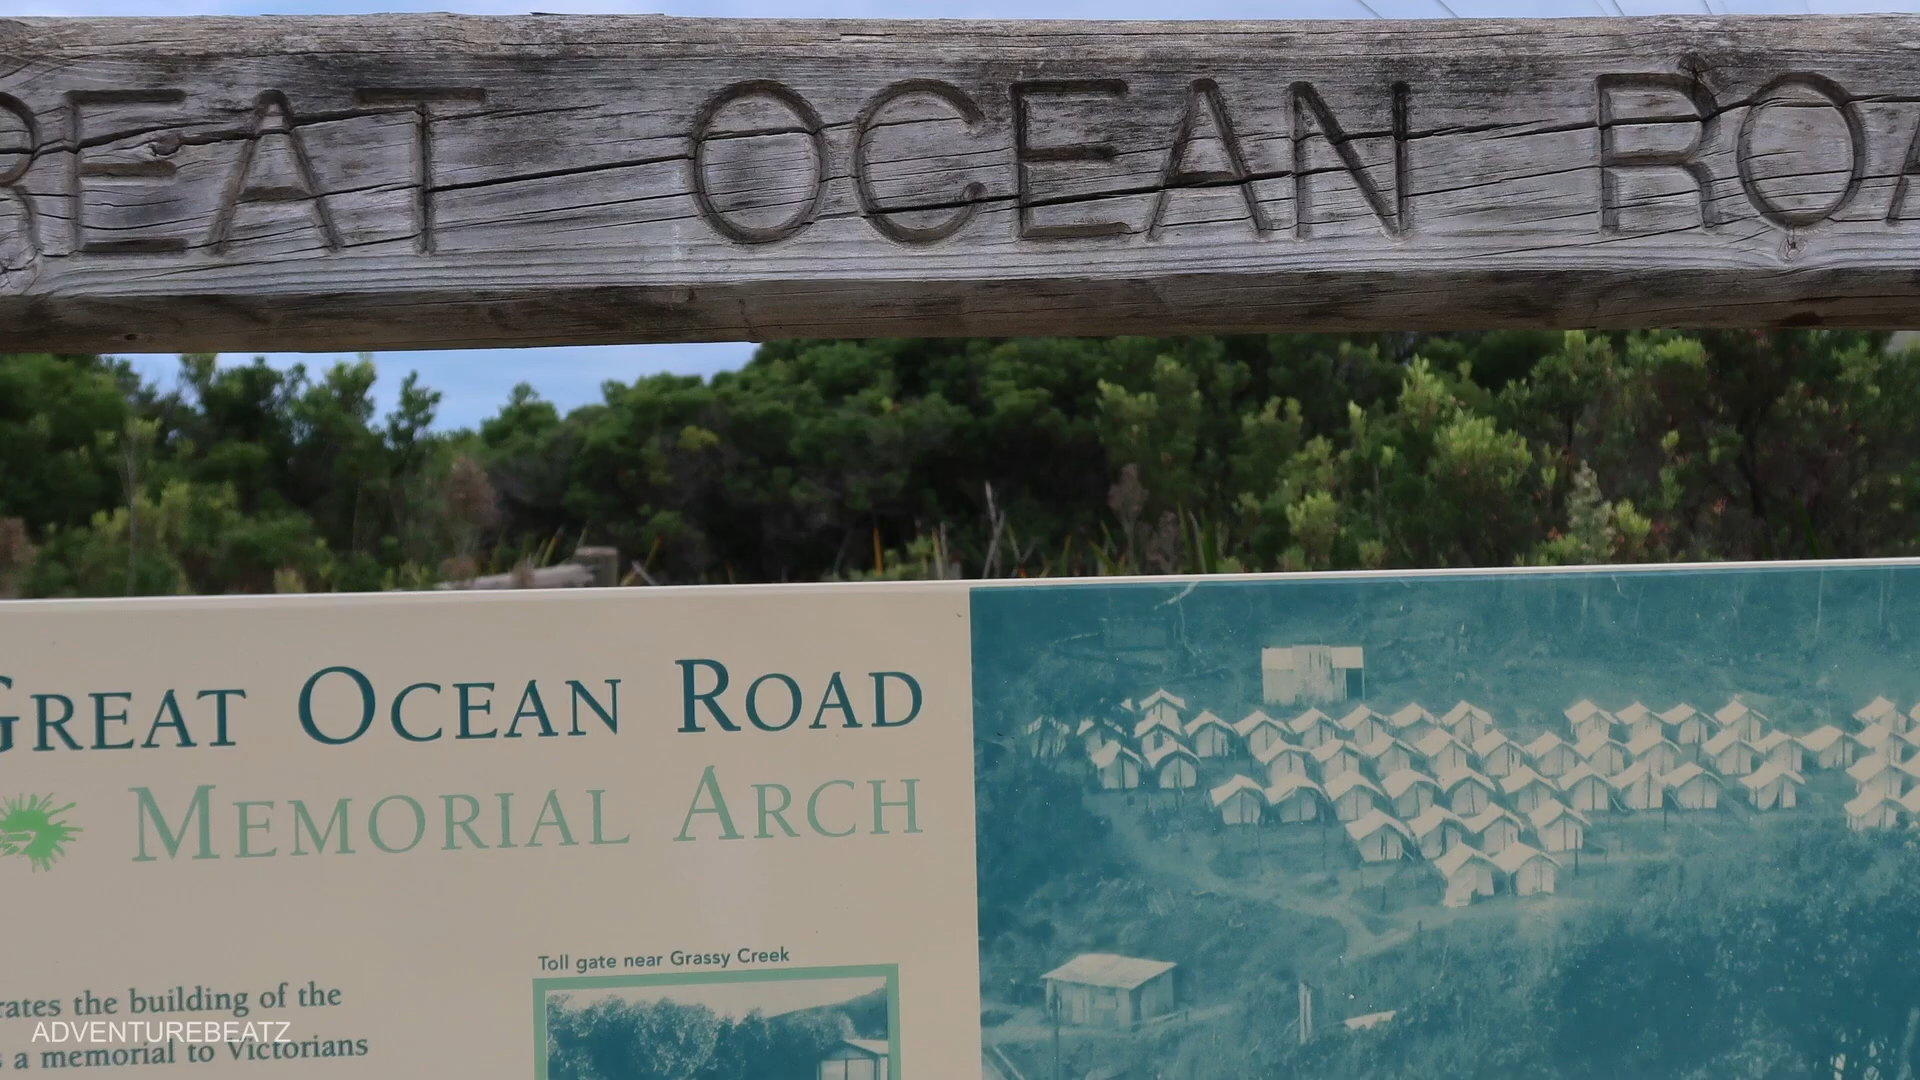 REAT OCEAN ROA
GREAT OCEAN ROAD
MEMORIAL ARCH
Toll gate near Grassy Creek
rates the building of the
s a memorial to Victorians
ADVENTUREBEATZ